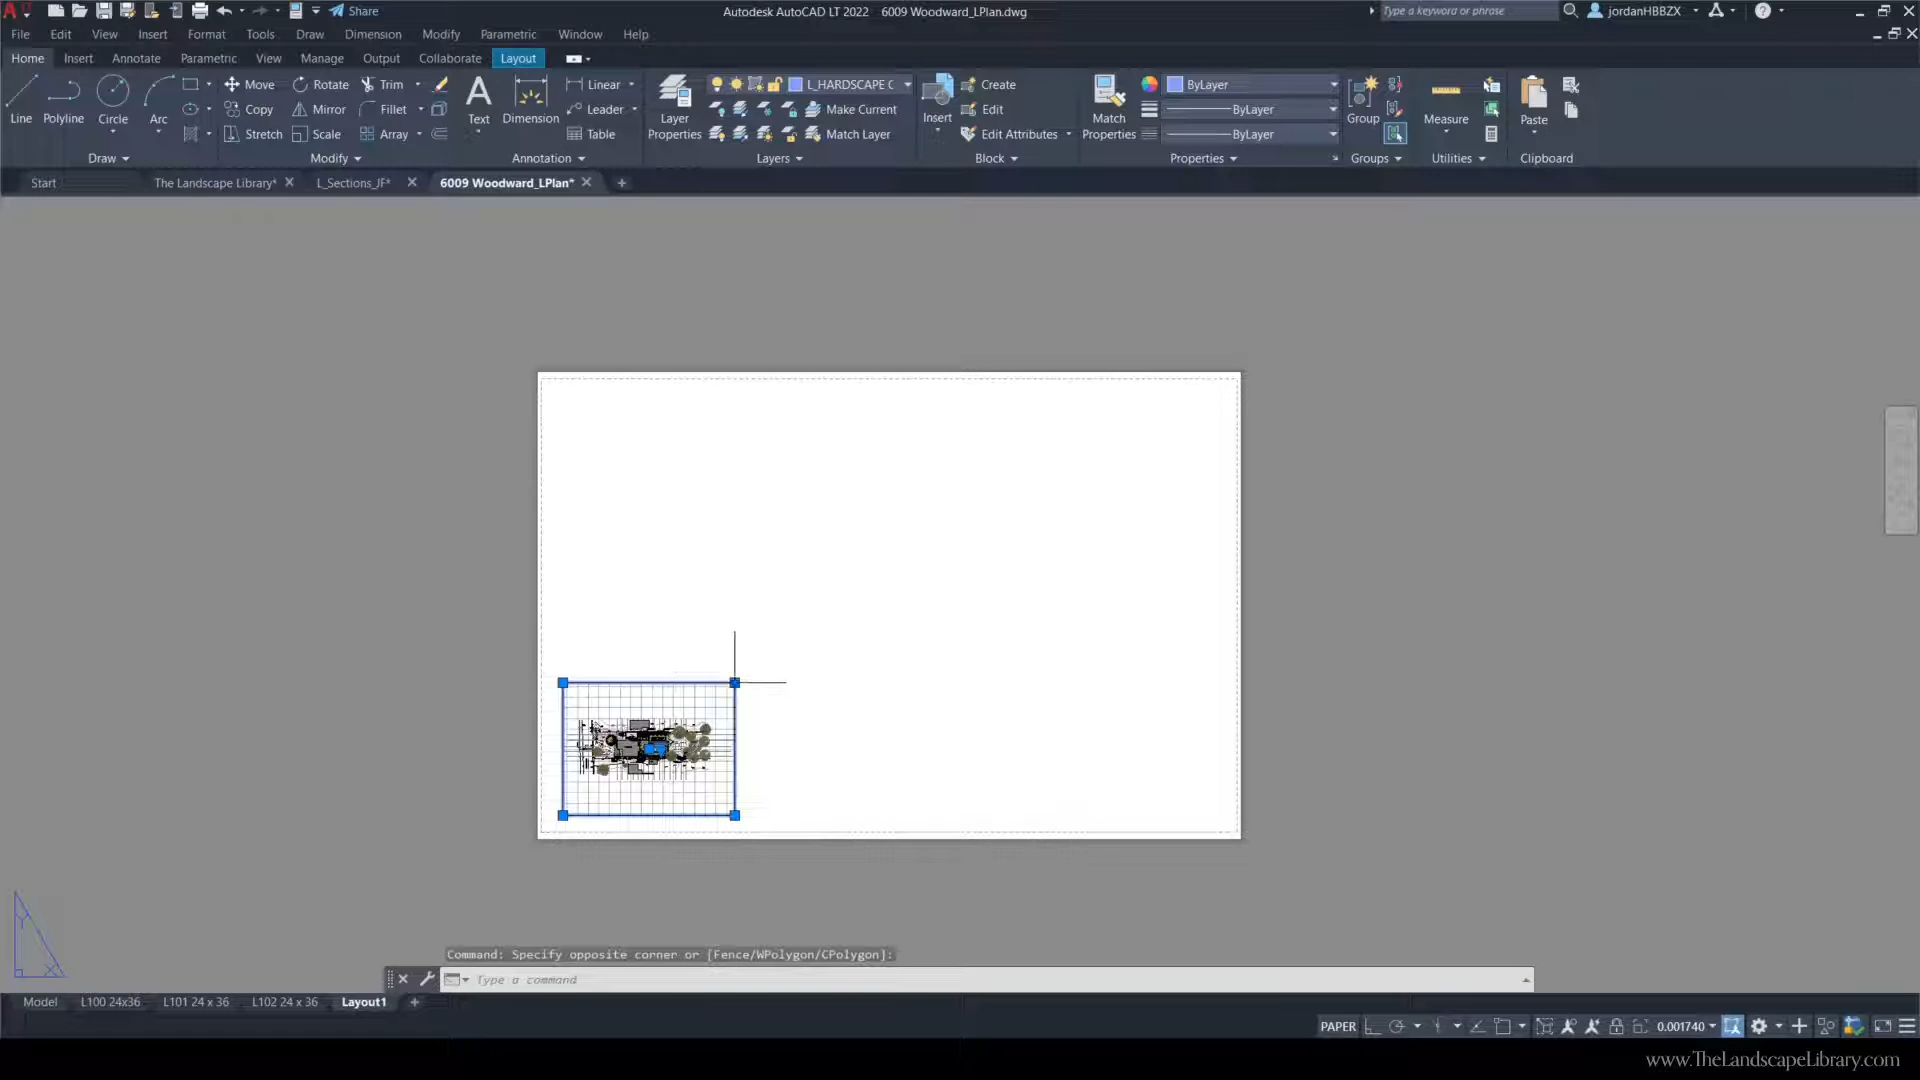 Share
Autodesk AutoCAD LT 2022 6009 Woodward_LPlan.dwg
Type a keyword or phrase
jordanHBBZX
File Edit View Insert Format Tools Draw Dimension Modify Parametric Window Help
Home Insert Annotate Parametric View Manage Output Collaborate Layout
Line Polyline Circle Arc
Move Rotate Trim
Copy Mirror Fillet
Stretch Scale Array
Text Dimension
Linear
Leader
Table
Layer Properties
L_HARDSCAPE C
Make Current
Match Layer
Insert
Create
Edit
Edit Attributes
Match Properties
ByLayer
ByLayer
ByLayer
Group
Measure
Paste
Draw Modify Annotation Layers Block Properties Groups Utilities Clipboard
Start The Landscape Library* L_Sections_JF* 6009 Woodward_LPlan*
Y
X
Command: Specify opposite corner or [Fence/WPolygon/CPolygon]:
Type a command
Model L100 24x36 L101 24 x 36 L102 24 x 36 Layout1
PAPER 0.001740
www.TheLandscapeLibrary.com